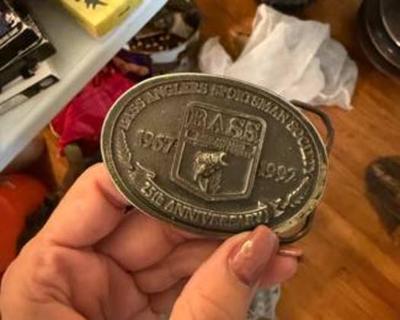 BASS ANGLERS SPORTSMAN SOCIETY
BASS
1967 1992
25th ANNIVERSARY